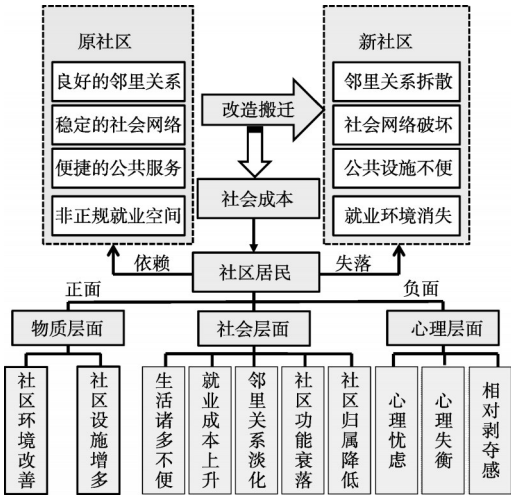 原社区
良好的邻里关系
稳定的社会网络
便捷的公共服务
非正规就业空间
改造搬迁
新社区
邻里关系拆散
社会网络破坏
公共设施不便
就业环境消失
社会成本
依赖
社区居民
失落
正面
负面
物质层面
社会层面
心理层面
社区环境改善
社区设施增多
生活诸多不便
就业成本上升
邻里关系淡化
社区功能衰落
社区归属降低
心理忧虑
心理失衡
相对剥夺感